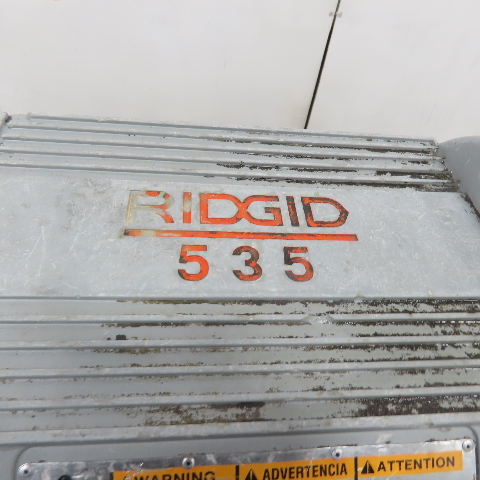 RIDGID
535
WARNING ADVERTENCIA ATTENTION